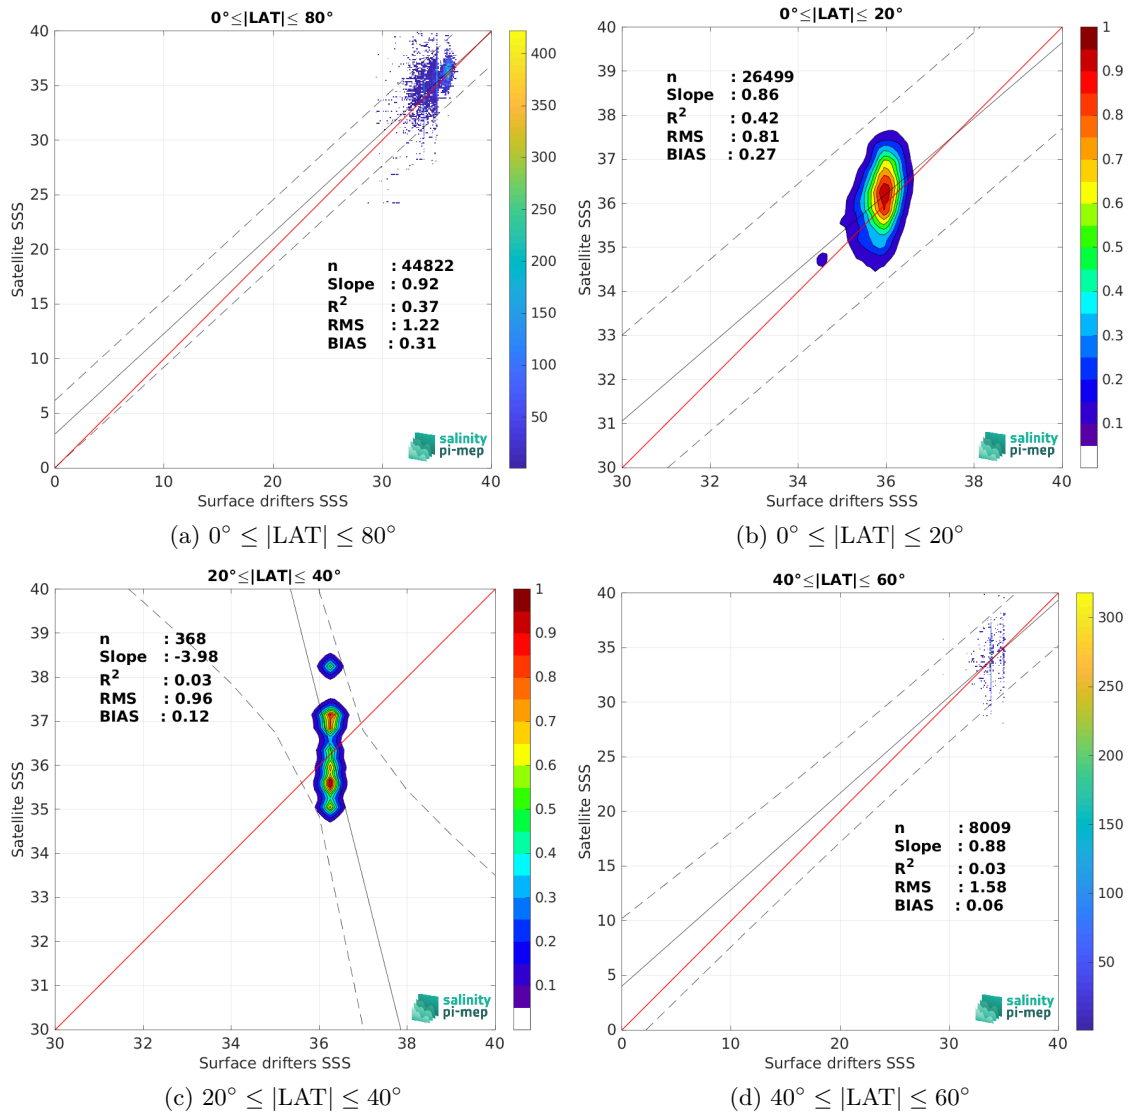 0°≤|LAT|≤ 80°
40
35
30
25
20
15
10
5
0
0
10
20
30
40
Satellite SSS
Surface drifters SSS
n : 44822
Slope : 0.92
R² : 0.37
RMS : 1.22
BIAS : 0.31
salinity
pi-mep
400
350
300
250
200
150
100
50
(a) 0° ≤ |LAT| ≤ 80°
0°≤|LAT|≤ 20°
40
39
38
37
36
35
34
33
32
31
30
30
32
34
36
38
40
Satellite SSS
Surface drifters SSS
n : 26499
Slope : 0.86
R² : 0.42
RMS : 0.81
BIAS : 0.27
salinity
pi-mep
1
0.9
0.8
0.7
0.6
0.5
0.4
0.3
0.2
0.1
(b) 0° ≤ |LAT| ≤ 20°
20°≤|LAT|≤ 40°
40
39
38
37
36
35
34
33
32
31
30
30
32
34
36
38
40
Satellite SSS
Surface drifters SSS
n : 368
Slope : -3.98
R² : 0.03
RMS : 0.96
BIAS : 0.12
salinity
pi-mep
1
0.9
0.8
0.7
0.6
0.5
0.4
0.3
0.2
0.1
(c) 20° ≤ |LAT| ≤ 40°
40°≤|LAT|≤ 60°
40
35
30
25
20
15
10
5
0
0
10
20
30
40
Satellite SSS
Surface drifters SSS
n : 8009
Slope : 0.88
R² : 0.03
RMS : 1.58
BIAS : 0.06
salinity
pi-mep
300
250
200
150
100
50
(d) 40° ≤ |LAT| ≤ 60°